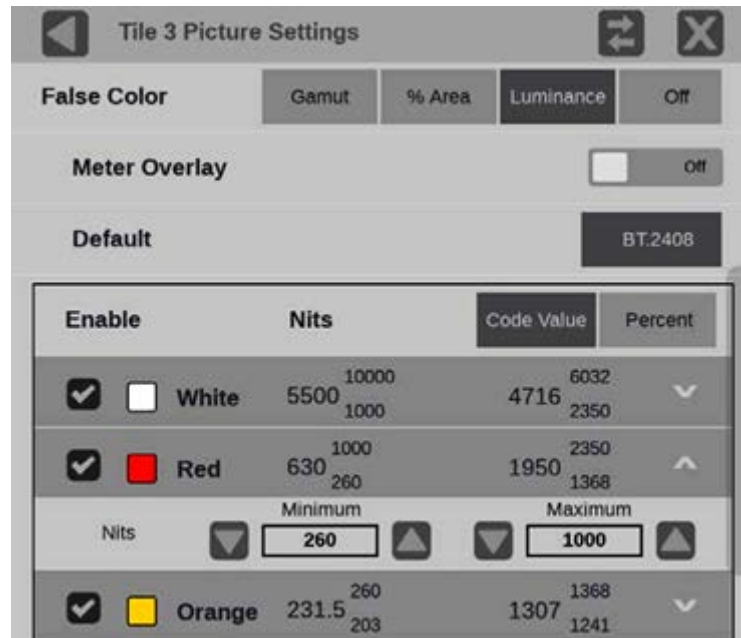 Tile 3 Picture Settings
False Color Gamut % Area Luminance Off
Meter Overlay Off
Default BT.2408
Enable Nits Code Value Percent
White 5500 10000 1000 4716 6032 2350
Red 630 1000 260 1950 2350 1368
Minimum Maximum
Nits 260 1000
Orange 231.5 260 203 1307 1368 1241